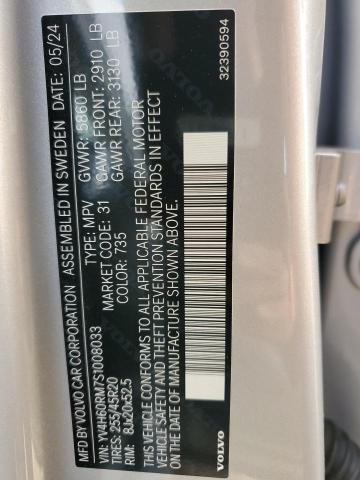 MFD BY VOLVO CAR CORPORATION ASSEMBLED IN SWEDEN DATE: 05/24
VIN: YV4H60RM7S1008033 TYPE: MPV GVWR: 5860 LB
TIRES: 255/45R20 MARKET CODE: 31 GAWR FRONT: 2910 LB
RIM: 8Jx20x52.5 COLOR: 735 GAWR REAR: 3130 LB
THIS VEHICLE CONFORMS TO ALL APPLICABLE FEDERAL MOTOR
VEHICLE SAFETY AND THEFT PREVENTION STANDARDS IN EFFECT
ON THE DATE OF MANUFACTURE SHOWN ABOVE.
VOLVO 32390594